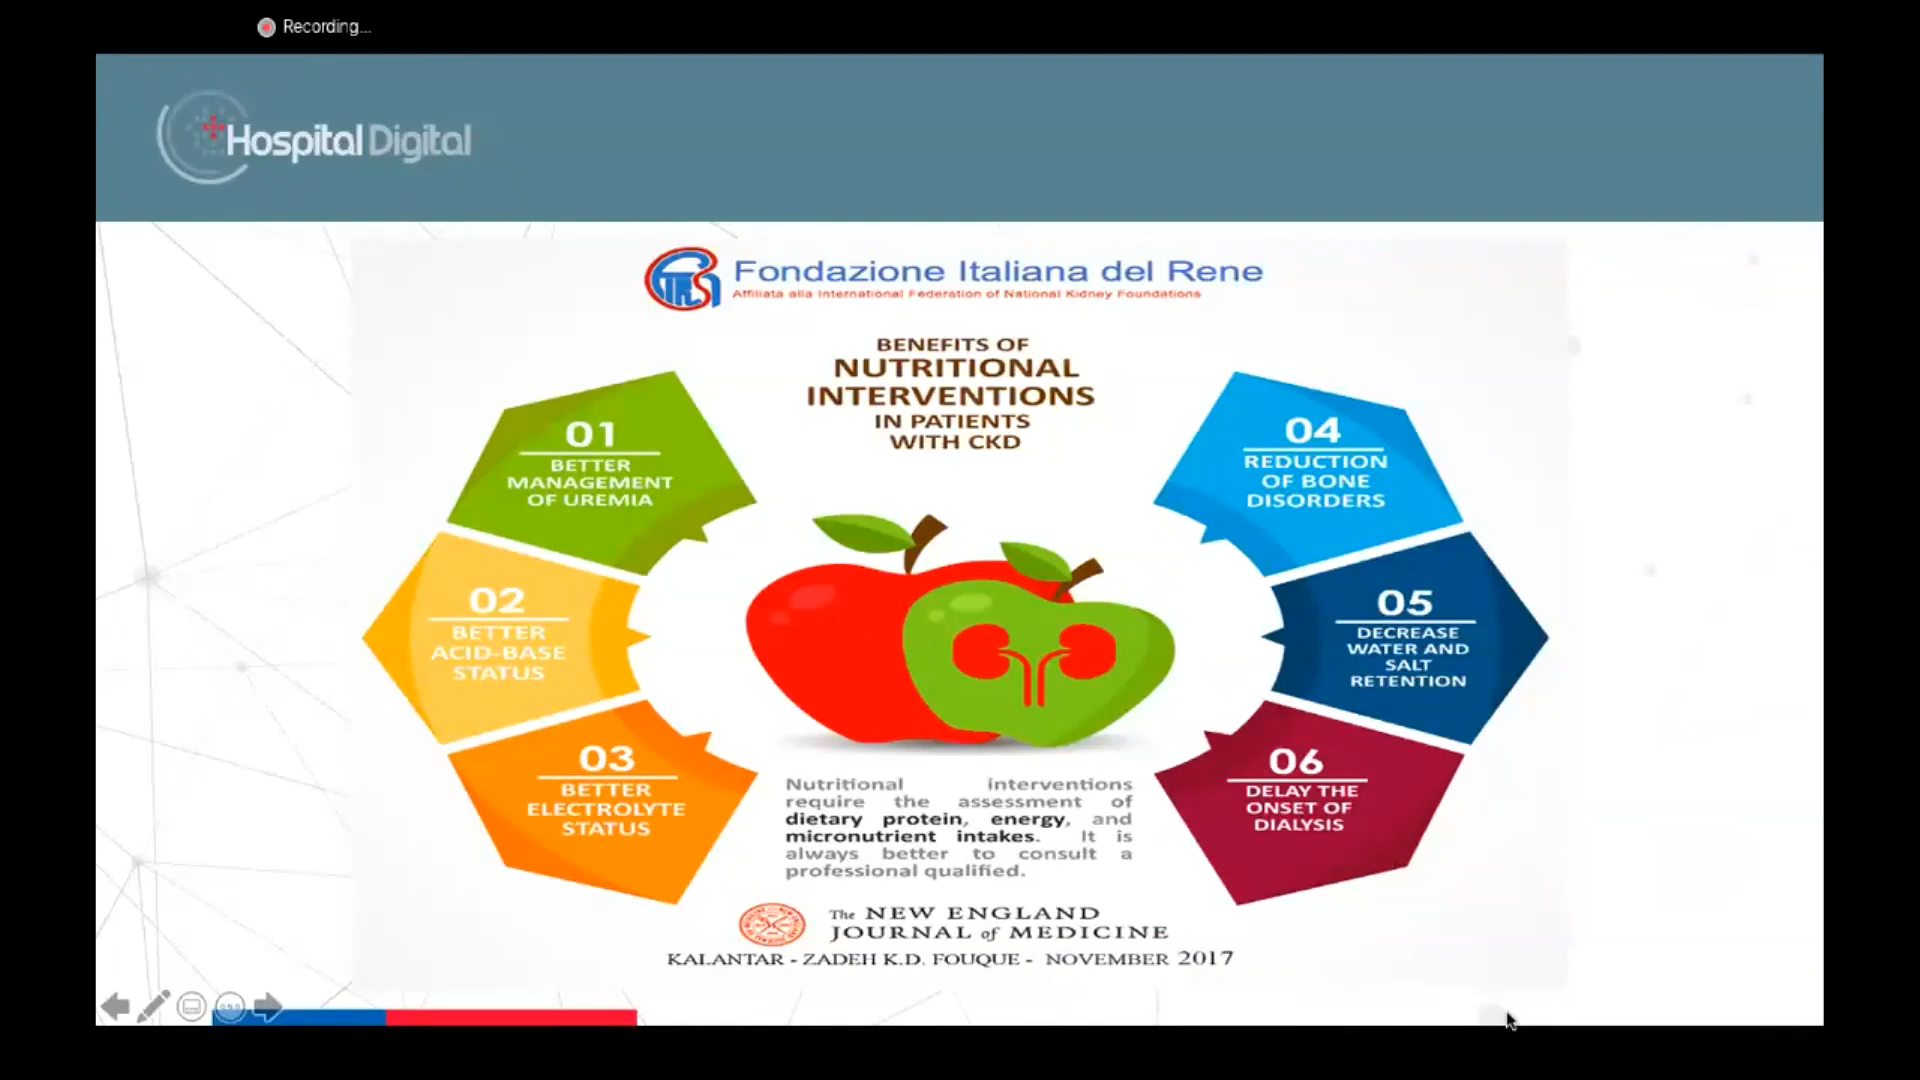 Recording...
Hospital Digital
Fondazione Italiana del Rene
Affiliata alla International Federation of National Kidney Foundations
BENEFITS OF
NUTRITIONAL
INTERVENTIONS
IN PATIENTS
WITH CKD
01
BETTER
MANAGEMENT
OF UREMIA
02
BETTER
ACID-BASE
STATUS
03
BETTER
ELECTROLYTE
STATUS
04
REDUCTION
OF BONE
DISORDERS
05
DECREASE
WATER AND
SALT
RETENTION
06
DELAY THE
ONSET OF
DIALYSIS
Nutritional interventions
require the assessment of
dietary protein, energy, and
micronutrient intakes. It is
always better to consult a
professional qualified.
The NEW ENGLAND
JOURNAL of MEDICINE
KALANTAR - ZADEH K.D. FOUQUE - NOVEMBER 2017